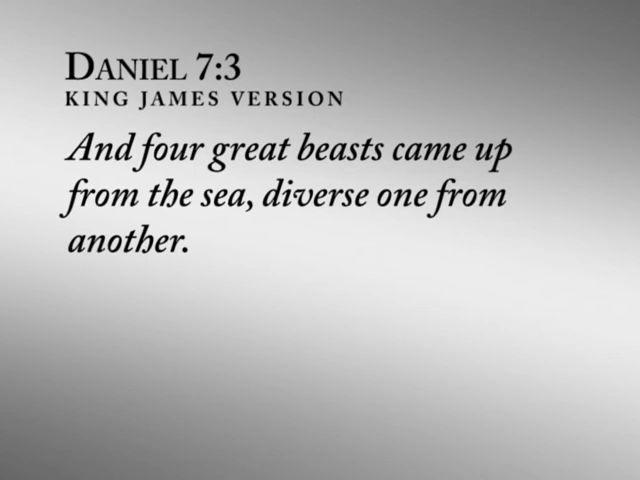 DANIEL 7:3
KING JAMES VERSION
And four great beasts came up
from the sea, diverse one from
another.